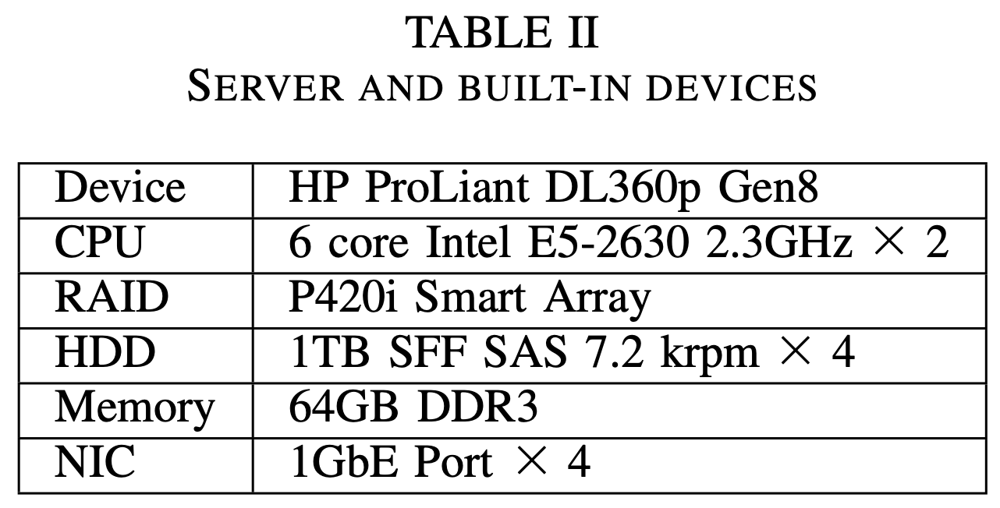 TABLE II
SERVER AND BUILT-IN DEVICES
Device HP ProLiant DL360p Gen8
CPU 6 core Intel E5-2630 2.3GHz × 2
RAID P420i Smart Array
HDD 1TB SFF SAS 7.2 krpm × 4
Memory 64GB DDR3
NIC 1GbE Port × 4